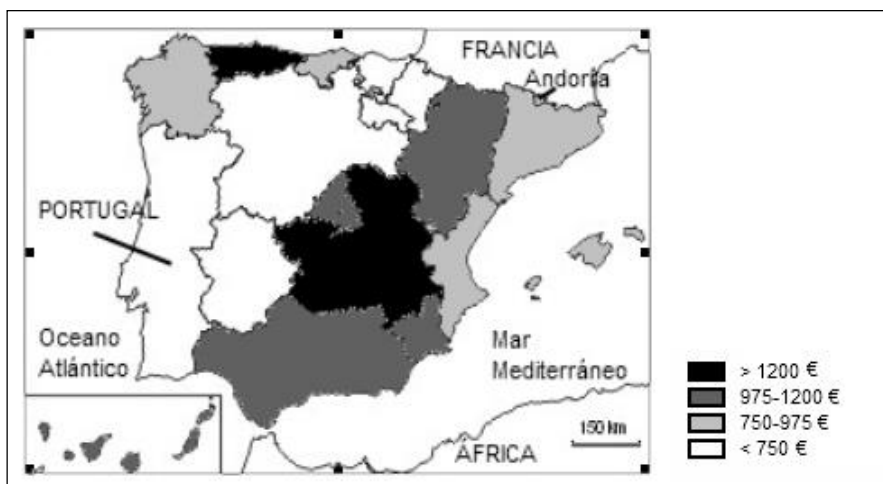 FRANCIA
Andorra
PORTUGAL
Oceano
Atlántico
Mar
Mediterráneo
150 km
ÁFRICA
> 1200 €
975-1200 €
750-975 €
< 750 €